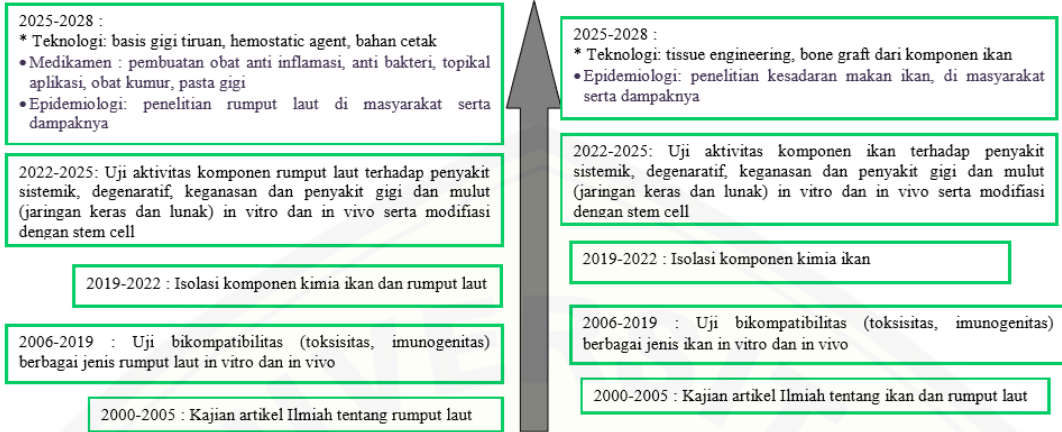 2025-2028 :
* Teknologi: basis gigi tiruan, hemostatic agent, bahan cetak
• Medikamen : pembuatan obat anti inflamasi, anti bakteri, topikal
aplikasi, obat kumur, pasta gigi
• Epidemiologi: penelitian rumput laut di masyarakat serta
dampaknya
2022-2025: Uji aktivitas komponen rumput laut terhadap penyakit
sistemik, degenaratif, keganasan dan penyakit gigi dan mulut
(jaringan keras dan lunak) in vitro dan in vivo serta modifiasi
dengan stem cell
2019-2022 : Isolasi komponen kimia ikan dan rumput laut
2006-2019 : Uji bikompatibilitas (toksisitas, imunogenitas)
berbagai jenis rumput laut in vitro dan in vivo
2000-2005 : Kajian artikel Ilmiah tentang rumput laut
2025-2028 :
* Teknologi: tissue engineering, bone graft dari komponen ikan
• Epidemiologi: penelitian kesadaran makan ikan, di masyarakat
serta dampaknya
2022-2025: Uji aktivitas komponen ikan terhadap penyakit
sistemik, degenaratif, keganasan dan penyakit gigi dan mulut
(jaringan keras dan lunak) in vitro dan in vivo serta modifiasi
dengan stem cell
2019-2022 : Isolasi komponen kimia ikan
2006-2019 : Uji bikompatibilitas (toksisitas, imunogenitas)
berbagai jenis ikan in vitro dan in vivo
2000-2005 : Kajian artikel Ilmiah tentang ikan dan rumput laut